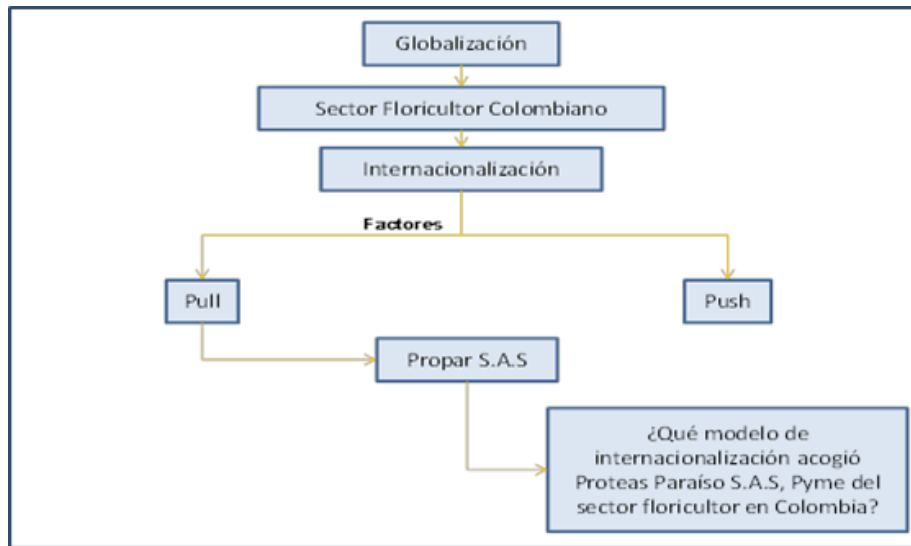 Globalización
Sector Floricultor Colombiano
Internacionalización
Factores
Pull
Push
Propar S.A.S
¿Qué modelo de
internacionalización acogió
Proteas Paraíso S.A.S, Pyme del
sector floricultor en Colombia?